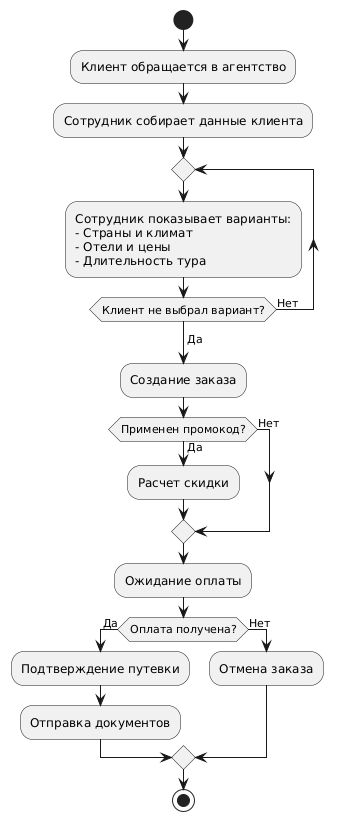 Клиент обращается в агентство
Сотрудник собирает данные клиента
Сотрудник показывает варианты:
- Страны и климат
- Отели и цены
- Длительность тура
Клиент не выбрал вариант?
Нет
Да
Создание заказа
Применен промокод?
Нет
Да
Расчет скидки
Ожидание оплаты
Да
Оплата получена?
Нет
Подтверждение путевки
Отмена заказа
Отправка документов